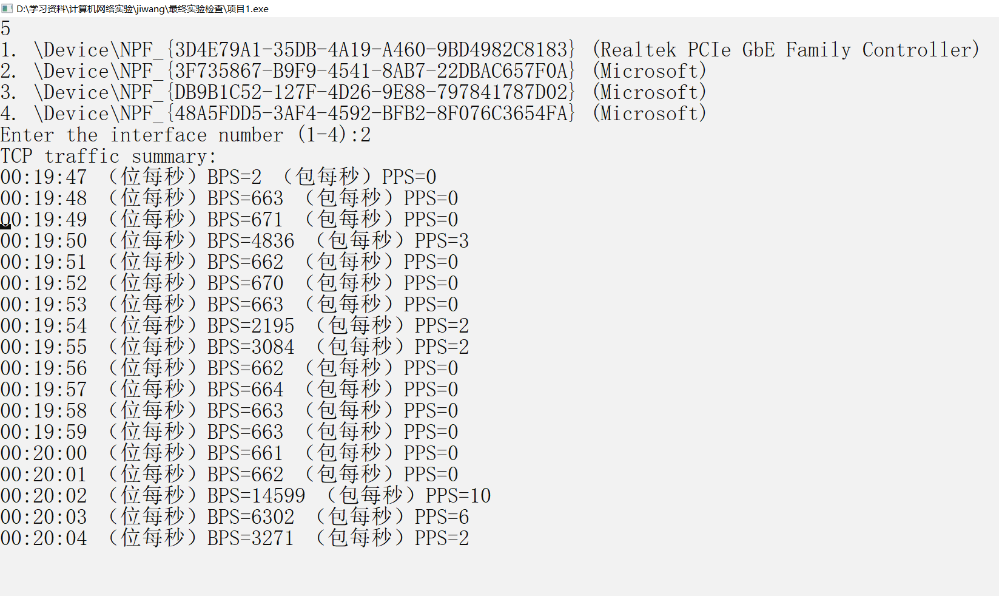 D:\学习资料\计算机网络实验\jiwang\最终实验检查\项目1.exe
5
1. \Device\NPF_{3D4E79A1-35DB-4A19-A460-9BD4982C8183} (Realtek PCIe GbE Family Controller)
2. \Device\NPF_{3F735867-B9F9-4541-8AB7-22DBAC657F0A} (Microsoft)
3. \Device\NPF_{DB9B1C52-127F-4D26-9E88-797841787D02} (Microsoft)
4. \Device\NPF_{48A5FDD5-3AF4-4592-BFB2-8F076C3654FA} (Microsoft)
Enter the interface number (1-4):2
TCP traffic summary:
00:19:47 （位每秒）BPS=2 （包每秒）PPS=0
00:19:48 （位每秒）BPS=663 （包每秒）PPS=0
00:19:49 （位每秒）BPS=671 （包每秒）PPS=0
00:19:50 （位每秒）BPS=4836 （包每秒）PPS=3
00:19:51 （位每秒）BPS=662 （包每秒）PPS=0
00:19:52 （位每秒）BPS=670 （包每秒）PPS=0
00:19:53 （位每秒）BPS=663 （包每秒）PPS=0
00:19:54 （位每秒）BPS=2195 （包每秒）PPS=2
00:19:55 （位每秒）BPS=3084 （包每秒）PPS=2
00:19:56 （位每秒）BPS=662 （包每秒）PPS=0
00:19:57 （位每秒）BPS=664 （包每秒）PPS=0
00:19:58 （位每秒）BPS=663 （包每秒）PPS=0
00:19:59 （位每秒）BPS=663 （包每秒）PPS=0
00:20:00 （位每秒）BPS=661 （包每秒）PPS=0
00:20:01 （位每秒）BPS=662 （包每秒）PPS=0
00:20:02 （位每秒）BPS=14599 （包每秒）PPS=10
00:20:03 （位每秒）BPS=6302 （包每秒）PPS=6
00:20:04 （位每秒）BPS=3271 （包每秒）PPS=2